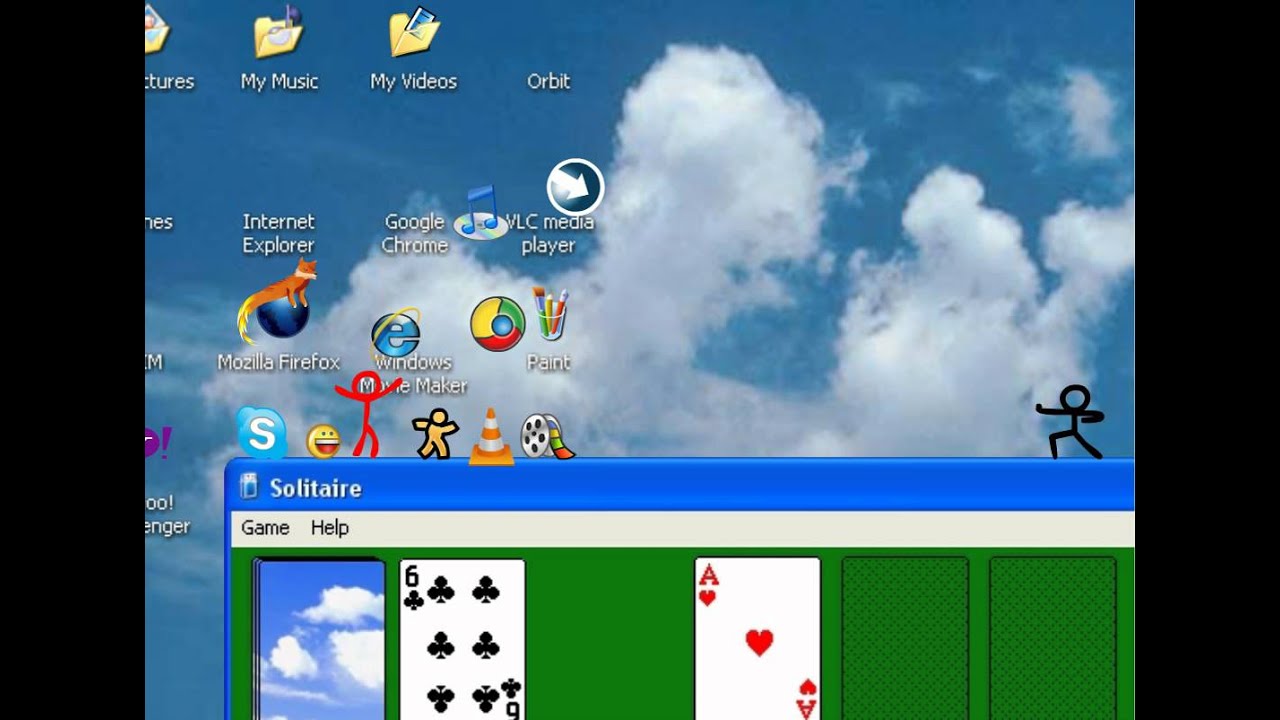 ctures My Music My Videos Orbit
nes Internet Google VLC media
Explorer Chrome player
M Mozilla Firefox Windows Paint
Movie Maker
S
!
oo!
enger
Solitaire
Game Help
6 A
9 A